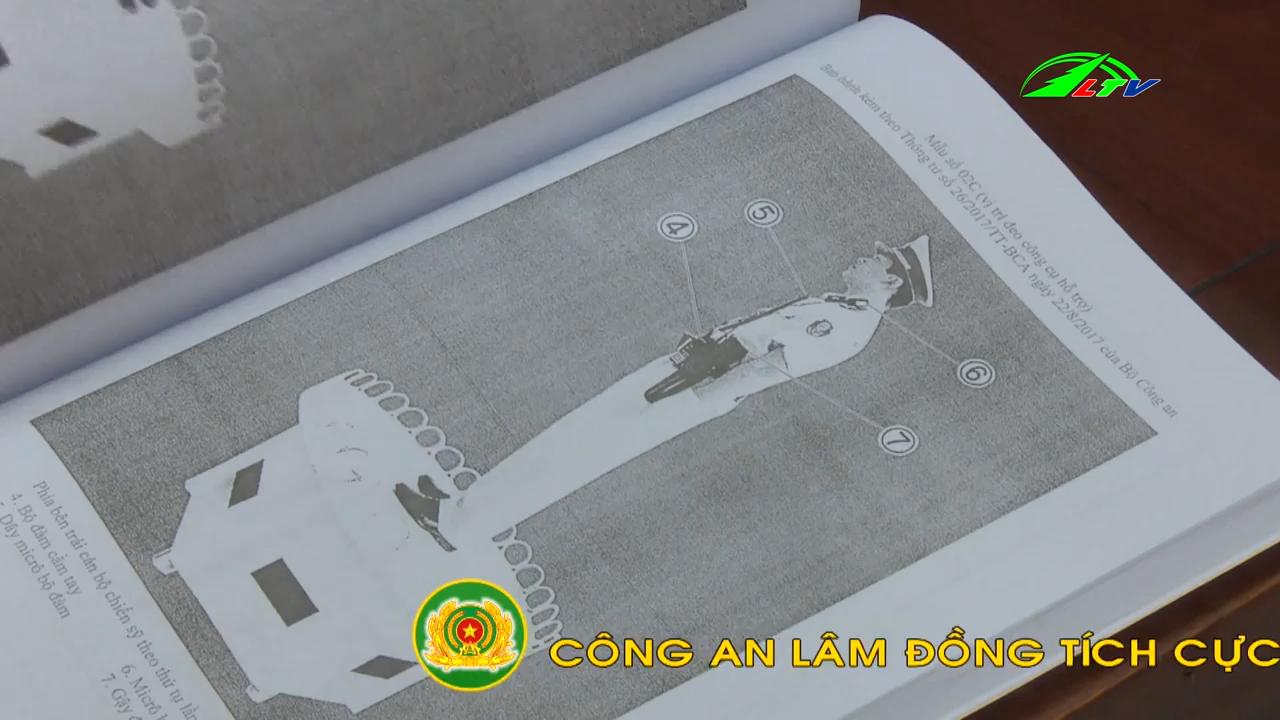 LTV
Mẫu số 02C (vị trí đeo công cụ hỗ trợ)
Ban hành kèm theo Thông tư số 26/2017/TT-BCA ngày 22/8/2017 của Bộ Công an
4
5
6
7
Phía bên trái cán bộ chiến sỹ theo thứ tự lần
4. Bộ đàm cầm tay
Dây micrô bộ đàm
6. Micrô
7. Gậy
CÔNG AN LÂM ĐỒNG TÍCH CỰC